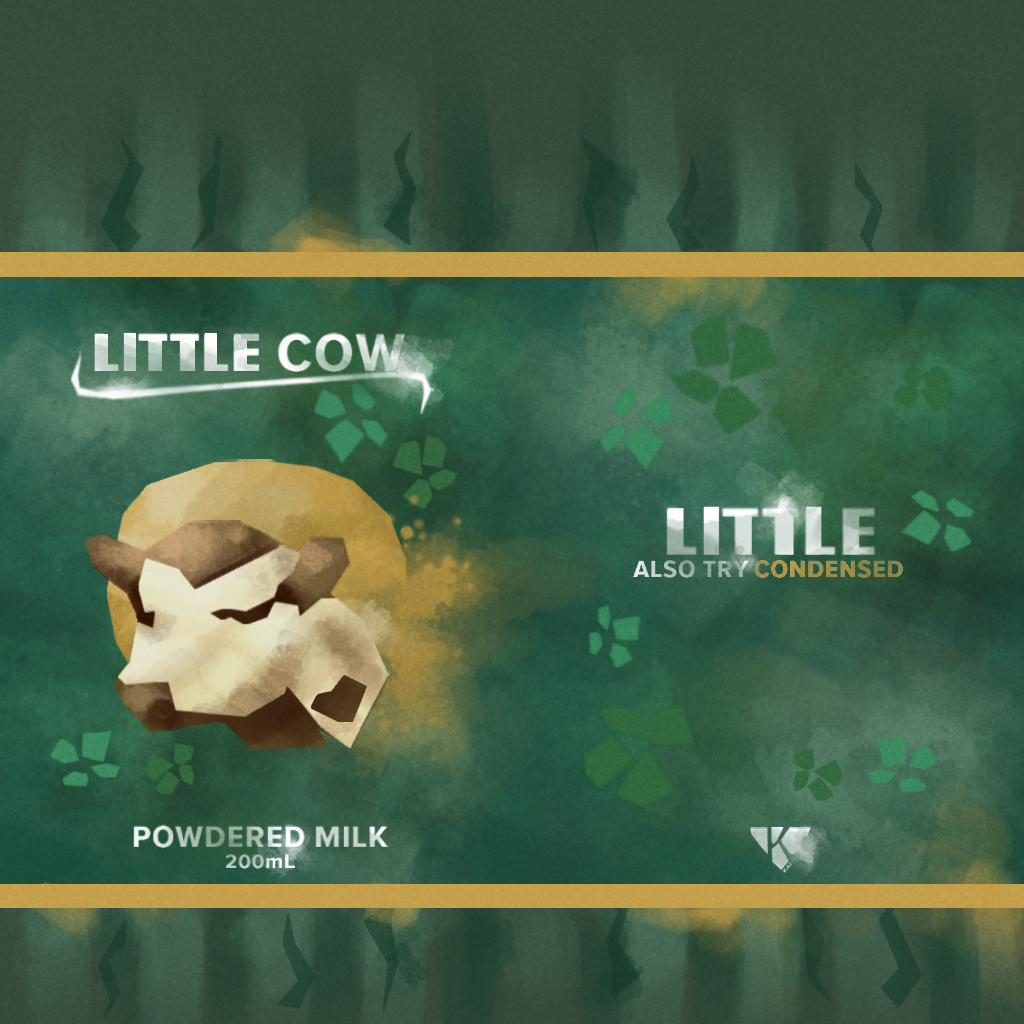 LITTLE COW
POWDERED MILK
200mL
LITTLE
ALSO TRY CONDENSED
K